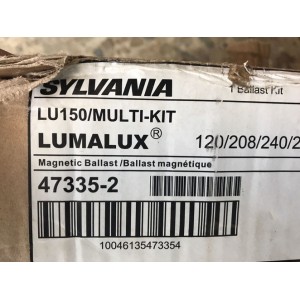 SYLVANIA
1 Ballast Kit
LU150/MULTI-KIT
LUMALUX®
120/208/240/2
Magnetic Ballast/Ballast magnétique
47335-2
10046135473354